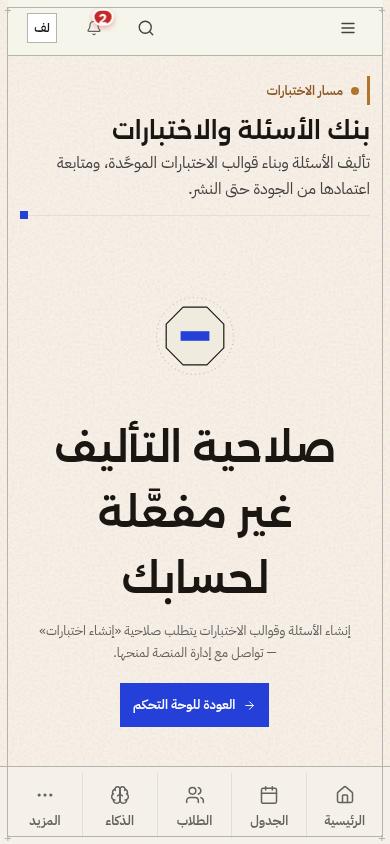 2
لف
مسار الاختبارات
بنك الأسئلة والاختبارات
تأليف الأسئلة وبناء قوالب الاختبارات الموحَّدة، ومتابعة
اعتمادها من الجودة حتى النشر.
صلاحية التأليف
غير مفعَّلة
لحسابك
إنشاء الأسئلة وقوالب الاختبارات يتطلب صلاحية «إنشاء اختبارات»
— تواصل مع إدارة المنصة لمنحها.
العودة للوحة التحكم
الرئيسية
الجدول
الطلاب
الذكاء
المزيد